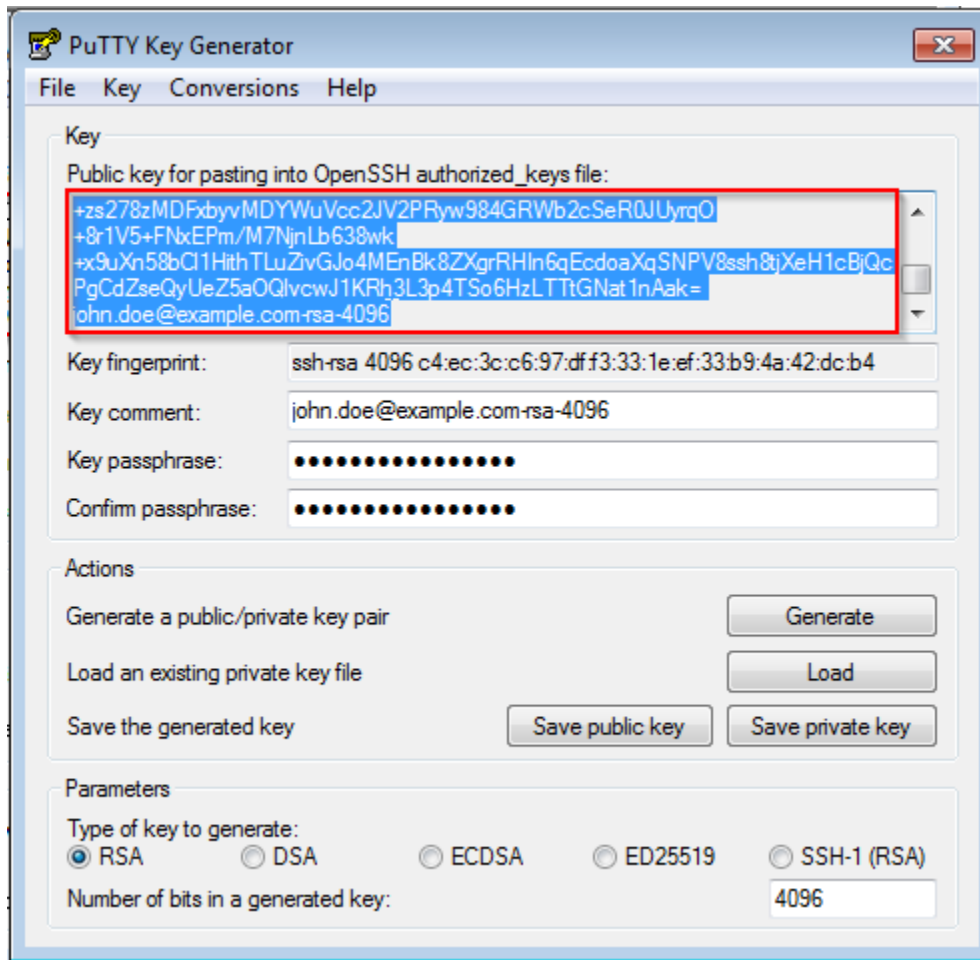 PuTTY Key Generator
File Key Conversions Help
Key
Public key for pasting into OpenSSH authorized_keys file:
+zs278zMDFxbyvMDYWuVcc2JV2PRyw984GRWb2cSeR0JUyrqO
+8r1V5+FNxEPm/M7NjnLb638wk
+x9uXn58bCl1HithTLuZivGJo4MEnBk8ZXgrRHln6qEcdoaXqSNPV8ssh8tjXeH1cBjQc
PgCdZseQyUeZ5aOQlvcwJ1KRh3L3p4TSo6HzLTTtGNat1nAak=
john.doe@example.com-rsa-4096
Key fingerprint: ssh-rsa 4096 c4:ec:3c:c6:97:df:f3:33:1e:ef:33:b9:4a:42:dc:b4
Key comment: john.doe@example.com-rsa-4096
Key passphrase: ●●●●●●●●●●●●●●●●
Confirm passphrase: ●●●●●●●●●●●●●●●●
Actions
Generate a public/private key pair Generate
Load an existing private key file Load
Save the generated key Save public key Save private key
Parameters
Type of key to generate:
RSA DSA ECDSA ED25519 SSH-1 (RSA)
Number of bits in a generated key: 4096